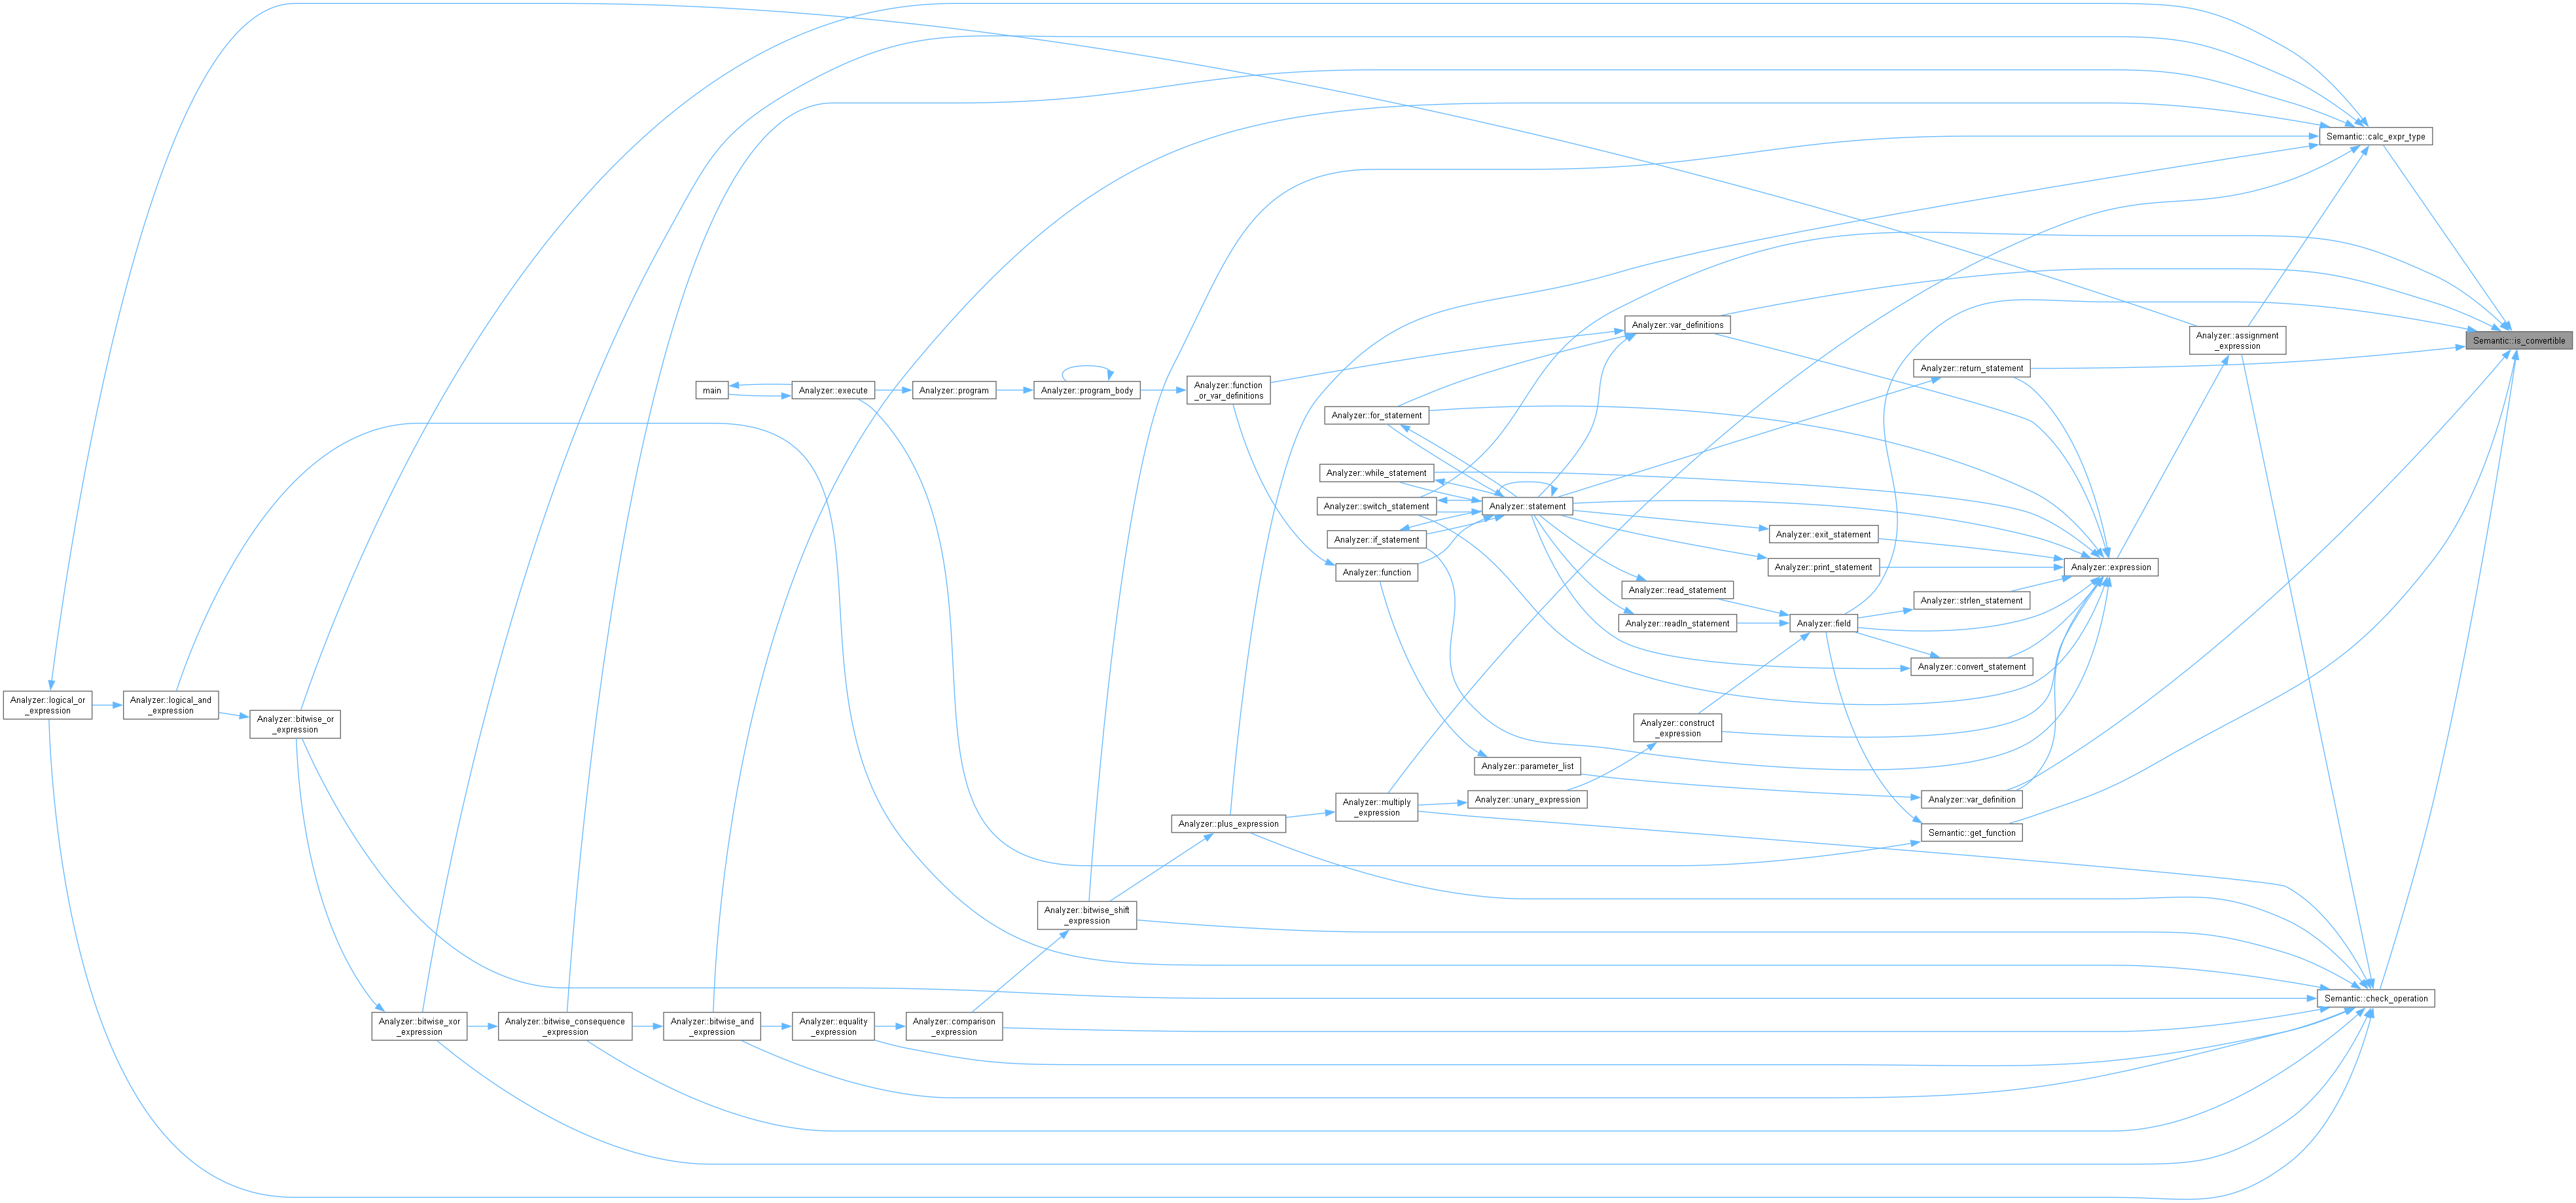 Semantic::calc_expr_type
Analyzer::var_definitions
Analyzer::assignment
_expression
Semantic::is_convertible
Analyzer::return_statement
main
Analyzer::execute
Analyzer::program
Analyzer::program_body
Analyzer::function
_or_var_definitions
Analyzer::for_statement
Analyzer::while_statement
Analyzer::switch_statement
Analyzer::statement
Analyzer::if_statement
Analyzer::exit_statement
Analyzer::function
Analyzer::print_statement
Analyzer::expression
Analyzer::read_statement
Analyzer::strlen_statement
Analyzer::readln_statement
Analyzer::field
Analyzer::convert_statement
Analyzer::logical_or
_expression
Analyzer::logical_and
_expression
Analyzer::bitwise_or
_expression
Analyzer::construct
_expression
Analyzer::parameter_list
Analyzer::multiply
_expression
Analyzer::unary_expression
Analyzer::var_definition
Analyzer::plus_expression
Semantic::get_function
Analyzer::bitwise_shift
_expression
Semantic::check_operation
Analyzer::bitwise_xor
_expression
Analyzer::bitwise_consequence
_expression
Analyzer::bitwise_and
_expression
Analyzer::equality
_expression
Analyzer::comparison
_expression